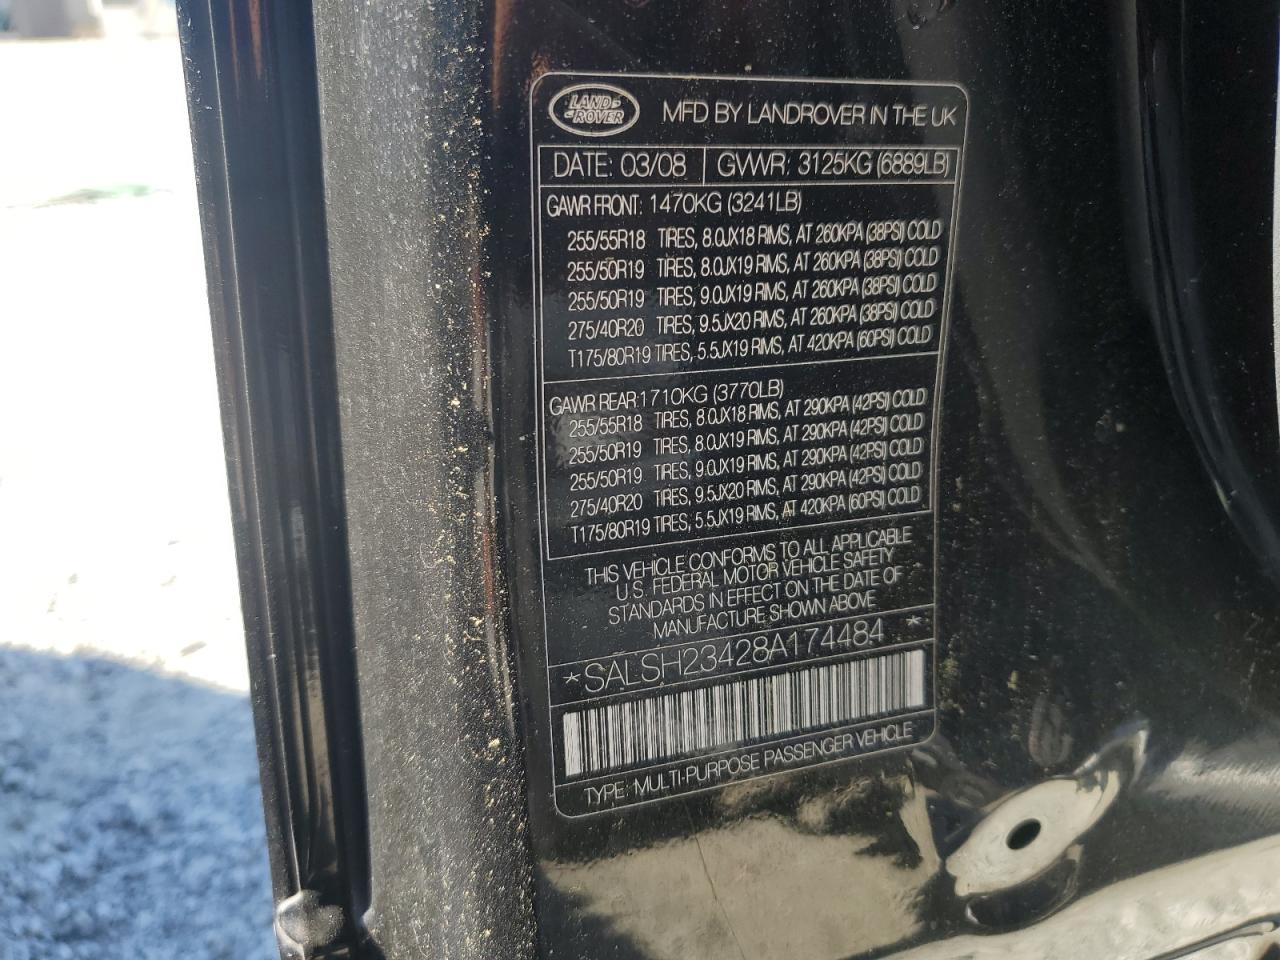 LAND ROVER
MFD BY LANDROVER IN THE UK
DATE: 03/08 GVWR: 3125KG (6889LB)
GAWR FRONT: 1470KG (3241LB)
255/55R18 TIRES, 8.0JX18 RIMS, AT 260KPA (38PSI) COLD
255/50R19 TIRES, 8.0JX19 RIMS, AT 260KPA (38PSI) COLD
255/50R19 TIRES, 9.0JX19 RIMS, AT 260KPA (38PSI) COLD
275/40R20 TIRES, 9.5JX20 RIMS, AT 260KPA (38PSI) COLD
T175/80R19 TIRES, 5.5JX19 RIMS, AT 420KPA (60PSI) COLD
GAWR REAR: 1710KG (3770LB)
255/55R18 TIRES, 8.0JX18 RIMS, AT 290KPA (42PSI) COLD
255/50R19 TIRES, 8.0JX19 RIMS, AT 290KPA (42PSI) COLD
255/50R19 TIRES, 9.0JX19 RIMS, AT 290KPA (42PSI) COLD
275/40R20 TIRES, 9.5JX20 RIMS, AT 290KPA (42PSI) COLD
T175/80R19 TIRES, 5.5JX19 RIMS, AT 420KPA (60PSI) COLD
THIS VEHICLE CONFORMS TO ALL APPLICABLE
U.S. FEDERAL MOTOR VEHICLE SAFETY
STANDARDS IN EFFECT ON THE DATE OF
MANUFACTURE SHOWN ABOVE
*SALSH23428A174484 *
TYPE: MULTI-PURPOSE PASSENGER VEHICLE